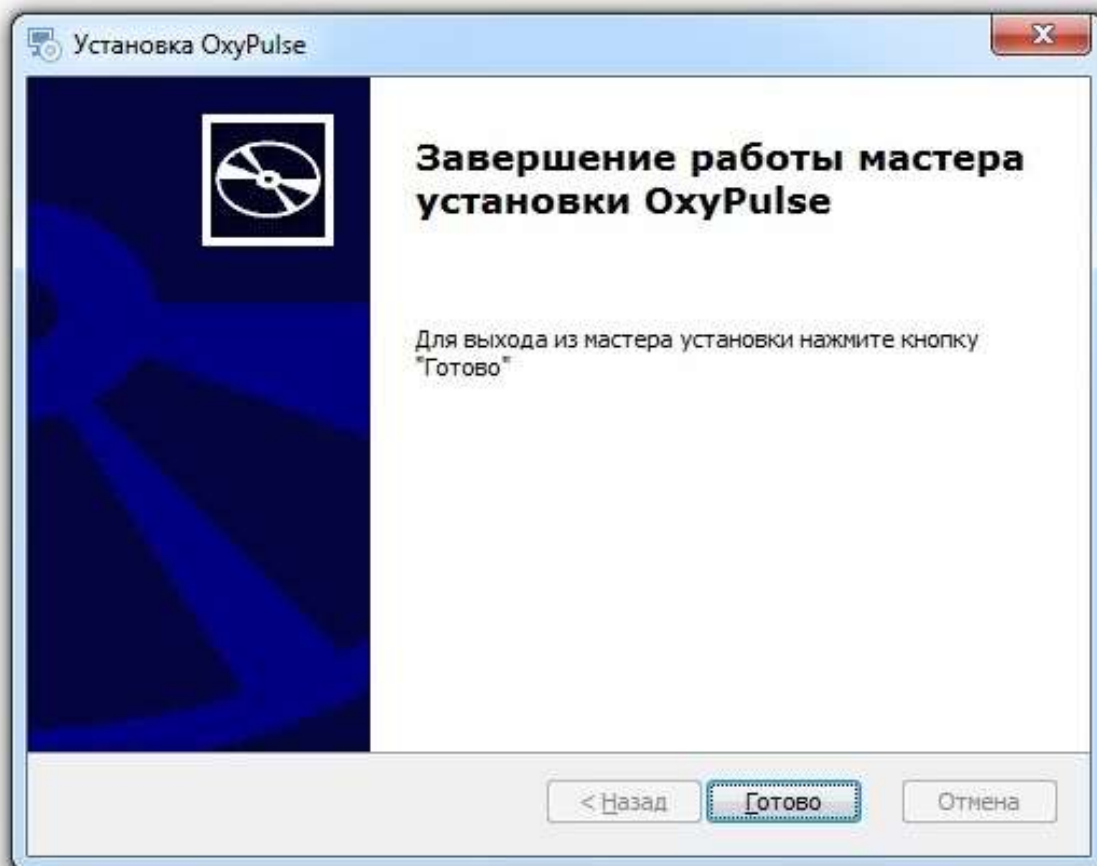 Установка OxyPulse
Завершение работы мастера
установки OxyPulse
Для выхода из мастера установки нажмите кнопку
"Готово"
< Назад
Готово
Отмена